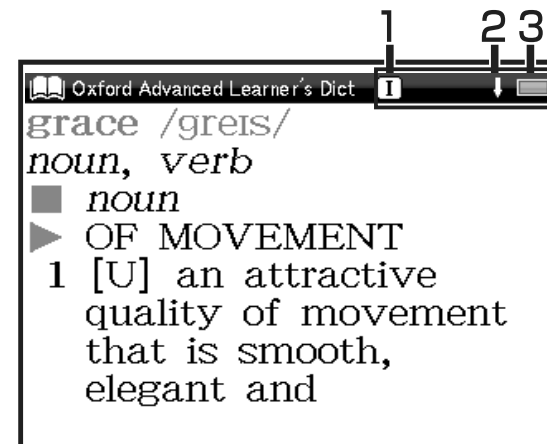 1 2 3
Oxford Advanced Learner's Dict I
grace /greɪs/
noun, verb
noun
OF MOVEMENT
1 [U] an attractive
quality of movement
that is smooth,
elegant and